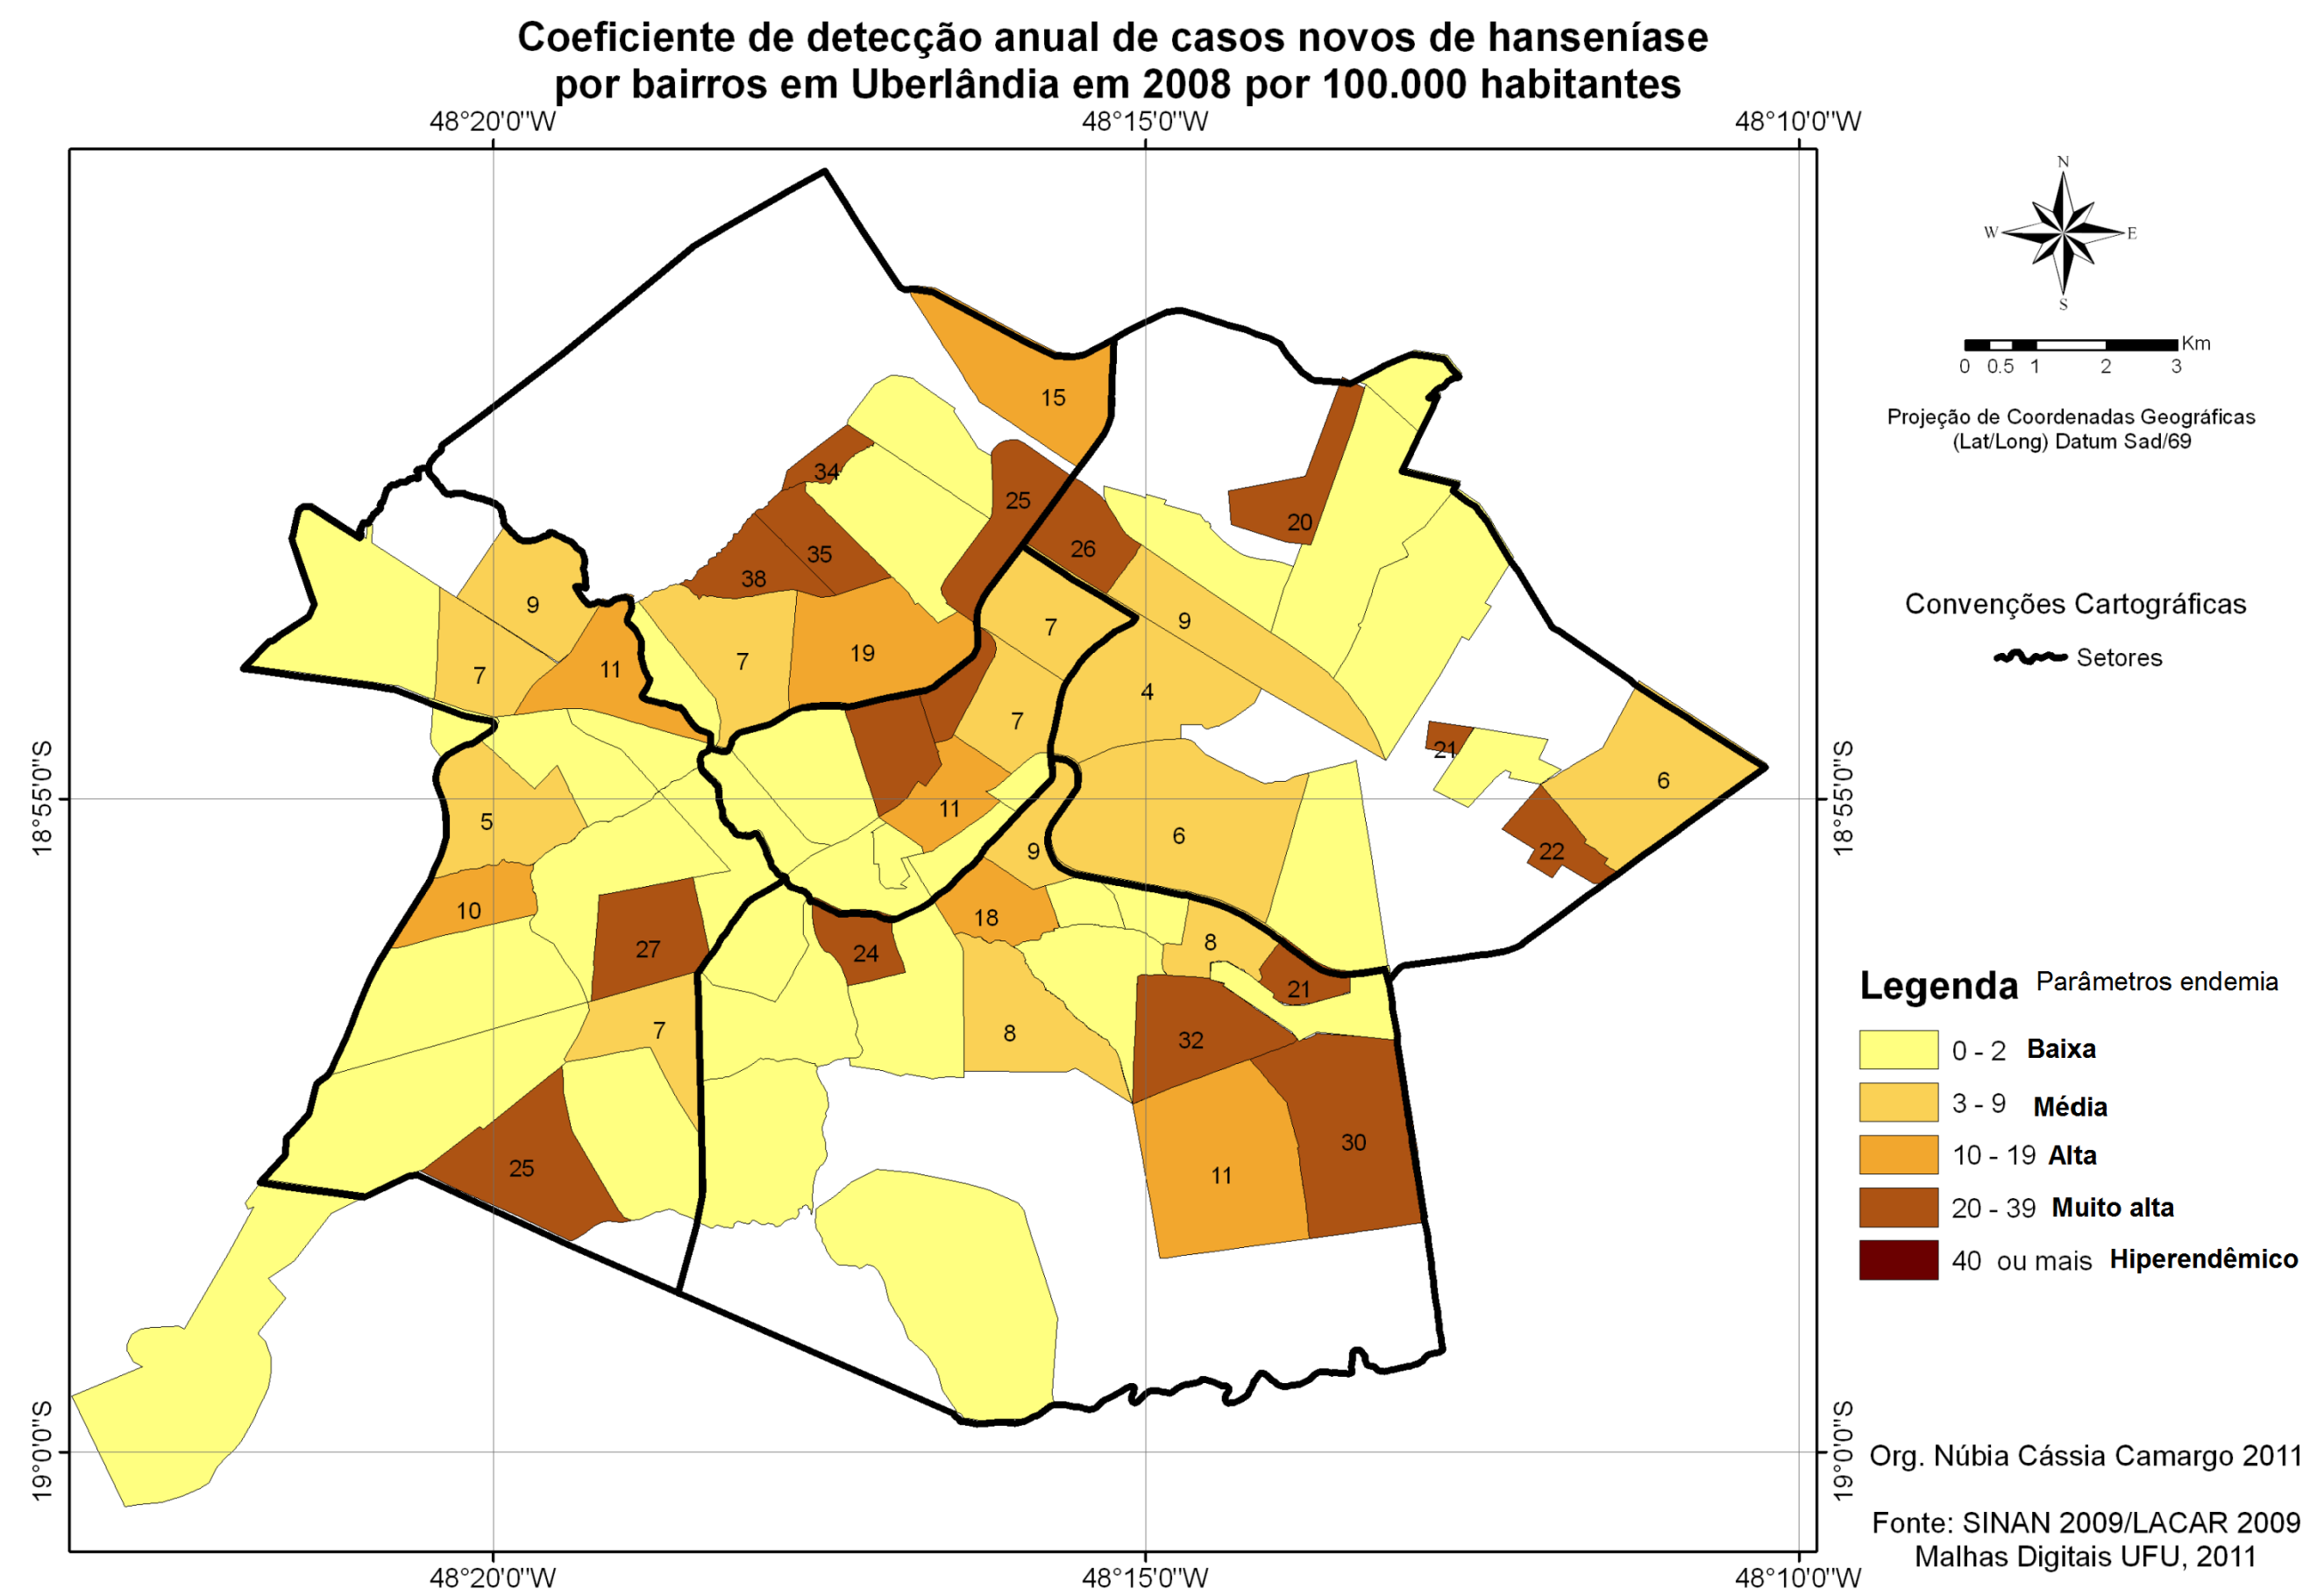 Coeficiente de detecção anual de casos novos de hanseníase
por bairros em Uberlândia em 2008 por 100.000 habitantes
48°20'0"W
48°15'0"W
48°10'0"W
N
W
E
S
Km
0 0.5 1 2 3
Projeção de Coordenadas Geográficas
(Lat/Long) Datum Sad/69
Convenções Cartográficas
Setores
15
34
25
20
35
26
38
9
7
9
19
7
11
7
4
7
21
6
11
5
6
9
22
10
18
8
27
24
21
7
8
32
30
25
11
18°55'0"S
18°55'0"S
Legenda Parâmetros endemia
0 - 2 Baixa
3 - 9 Média
10 - 19 Alta
20 - 39 Muito alta
40 ou mais Hiperendêmico
19°0'0"S
19°0'0"S
Org. Núbia Cássia Camargo 2011
Fonte: SINAN 2009/LACAR 2009
Malhas Digitais UFU, 2011
48°20'0"W
48°15'0"W
48°10'0"W